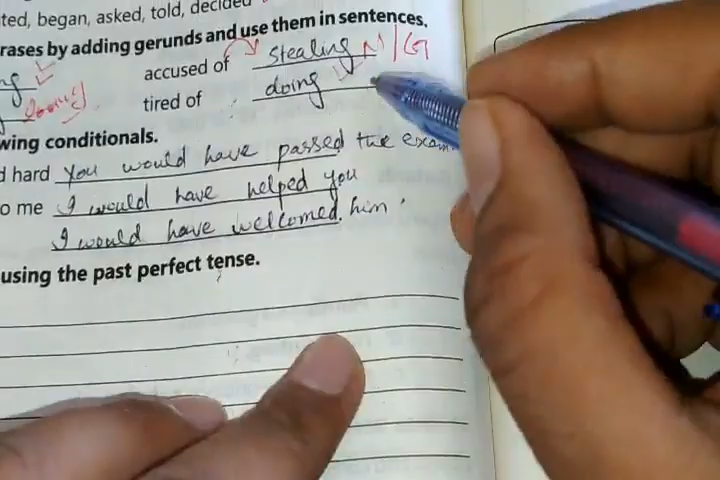 ted, began, asked, told, decided
rases by adding gerunds and use them in sentences.
ng accused of stealing N/G
tired of doing
wing conditionals.
d hard you would have passed the exam
o me I would have helped you
I would have welcomed him.
using the past perfect tense.